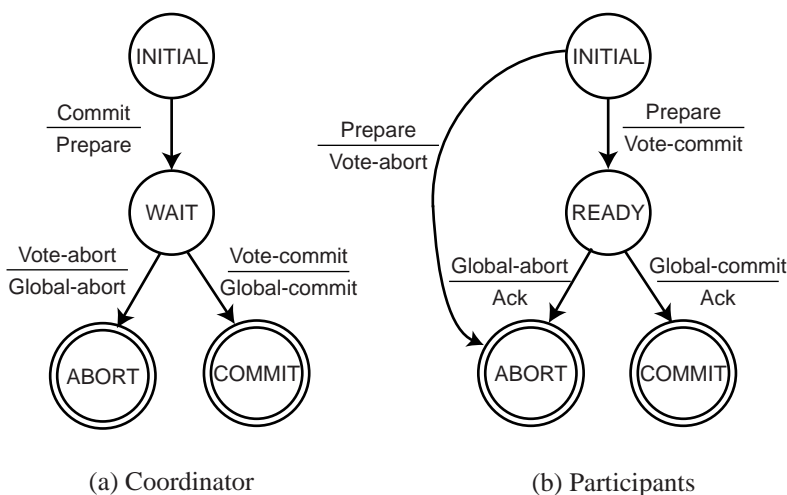 INITIAL
Commit
Prepare
WAIT
Vote-abort
Global-abort
Vote-commit
Global-commit
ABORT
COMMIT
(a) Coordinator
INITIAL
Prepare
Vote-abort
Prepare
Vote-commit
READY
Global-abort
Ack
Global-commit
Ack
ABORT
COMMIT
(b) Participants